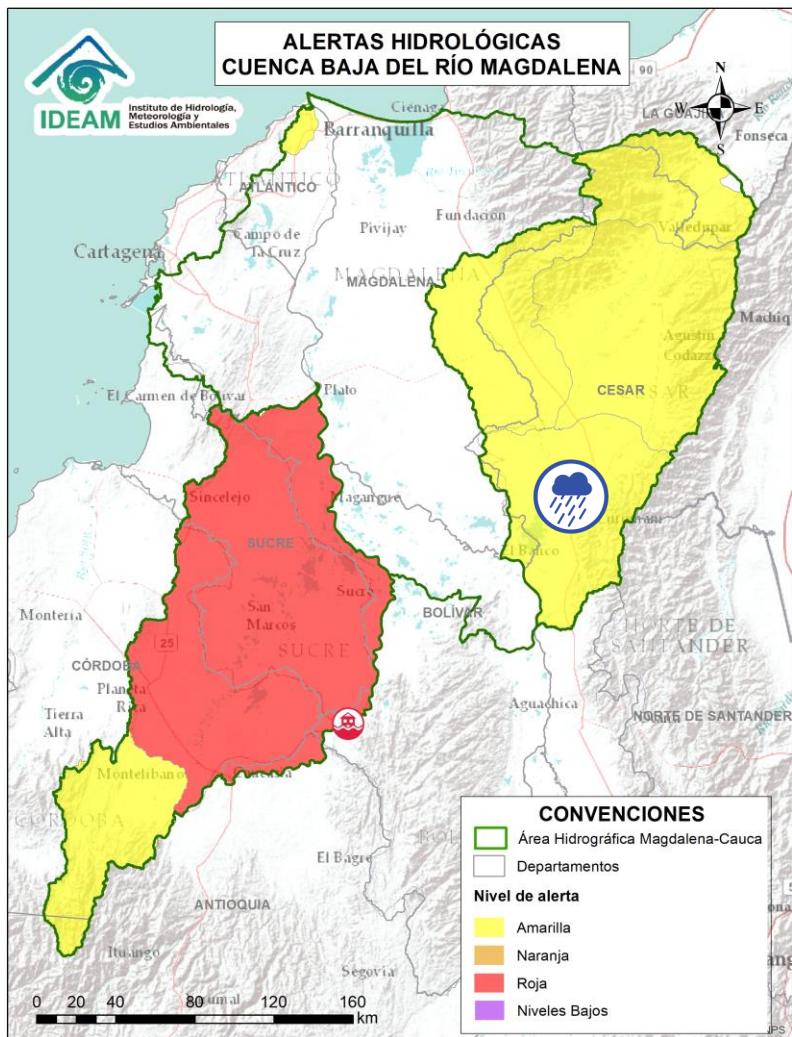 ALERTAS HIDROLÓGICAS
CUENCA BAJA DEL RÍO MAGDALENA
IDEAM
Instituto de Hidrología,
Meteorología y
Estudios Ambientales
N
W
E
S
90
LA GUAJIRA
Ciénaga
Barranquilla
Fonseca
ATLÁNTICO
Fundación
Pivijay
Valledupar
Campo de
la Cruz
Cartagena
MAGDALENA
MAGDALENA
Machiq
Agustín
Codazzi
CESAR
El Carmen de Bolívar
Plato
Sincelejo
Magangué
SUCRE
El Banco
Sucre
BOLÍVAR
San
Marcos
Montería
NORTE DE
SANTANDER
SUCRE
25
CÓRDOBA
Planeta
Rica
Aguachica
Tierra
Alta
NORTE DE SANTANDER
Montelíbano
CÓRDOBA
El Bagre
ANTIOQUIA
Ituango
Segovia
0 20 40 80 120 160
km
CONVENCIONES
Área Hidrográfica Magdalena-Cauca
Departamentos
Nivel de alerta
Amarilla
Naranja
Roja
Niveles Bajos